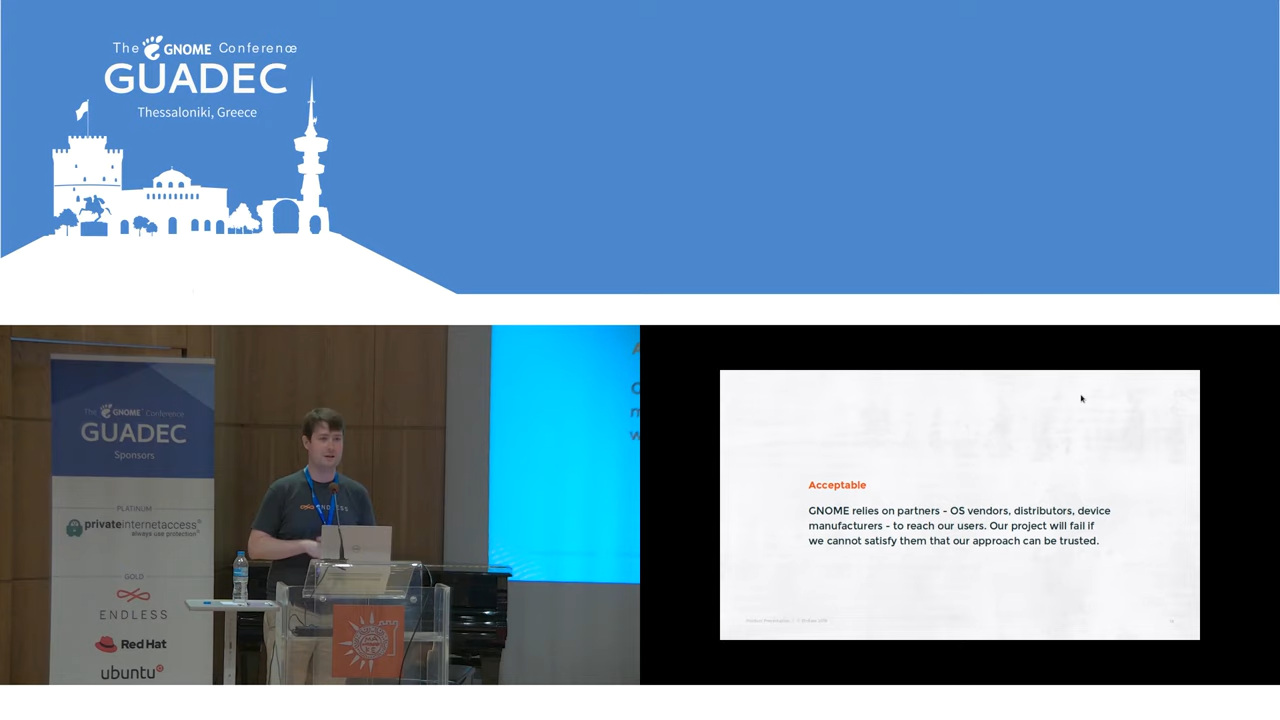 The GNOME Conference
GUADEC
Thessaloniki, Greece
The GNOME Conference
GUADEC
Sponsors
PLATINUM
privateinternetaccess
always use protection
GOLD
ENDLESS
Red Hat
ubuntu
ENDLESS
Acceptable
GNOME relies on partners - OS vendors, distributors, device
manufacturers - to reach our users. Our project will fail if
we cannot satisfy them that our approach can be trusted.